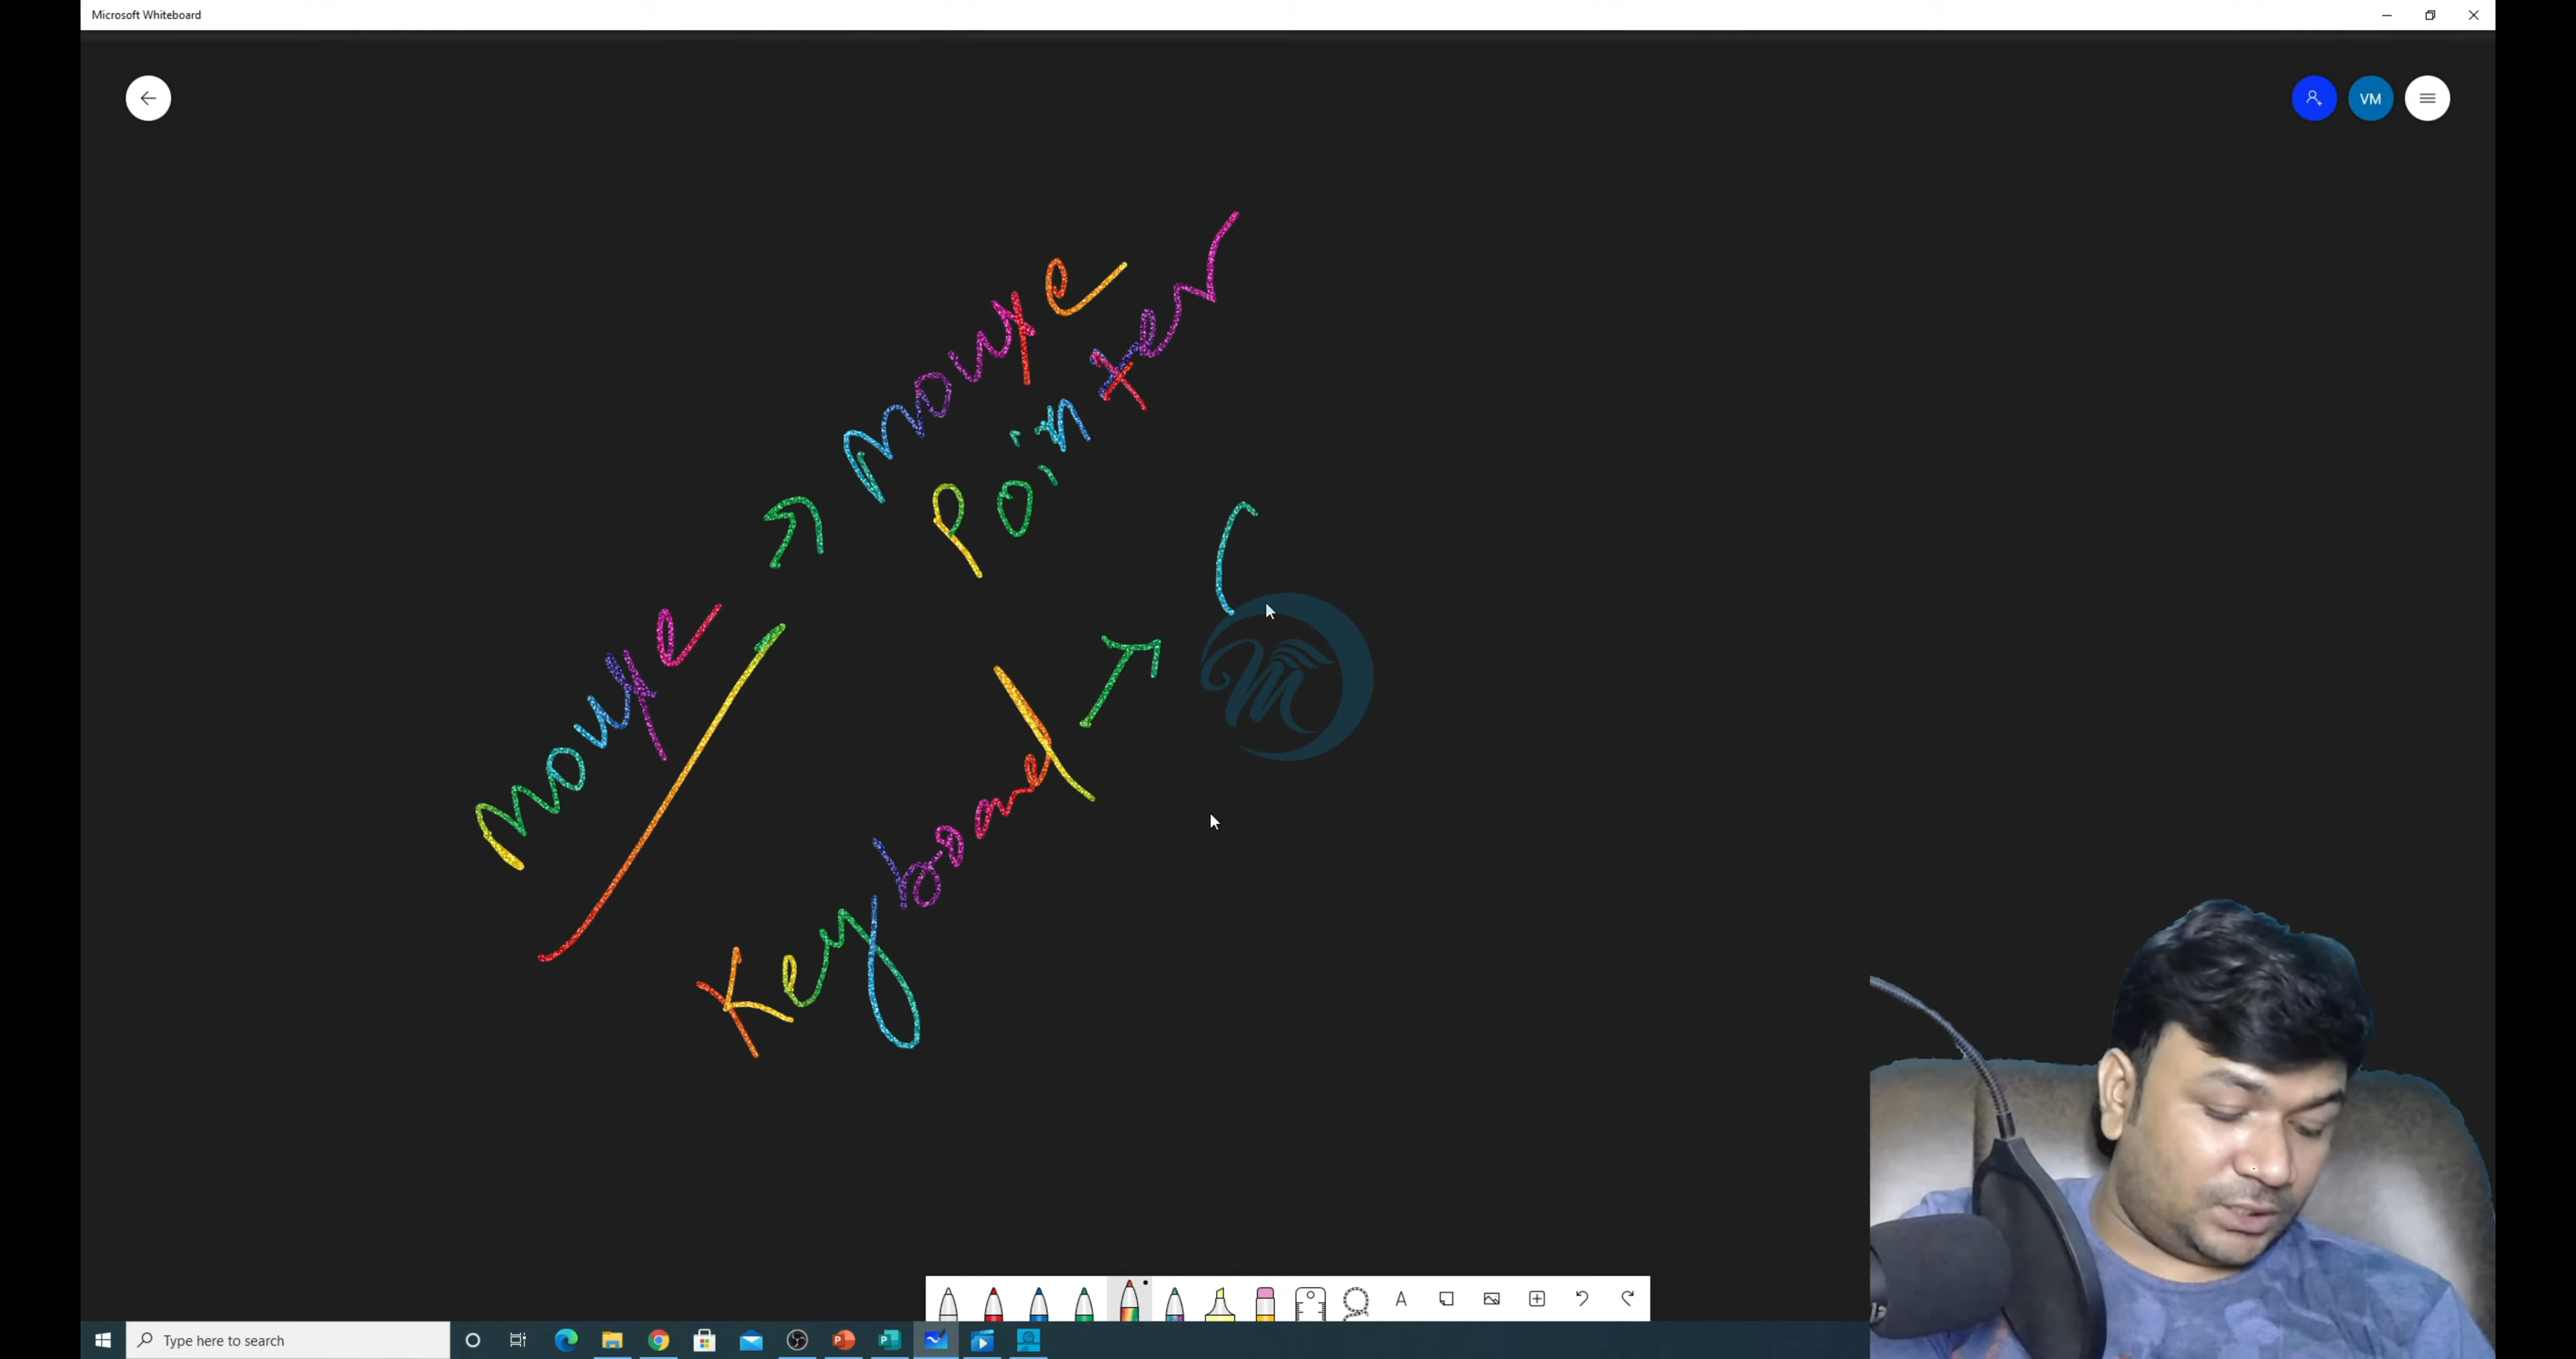 Microsoft Whiteboard
VM
Mouse
Mouse
Pointer
Keyboard
C
M
A
Type here to search